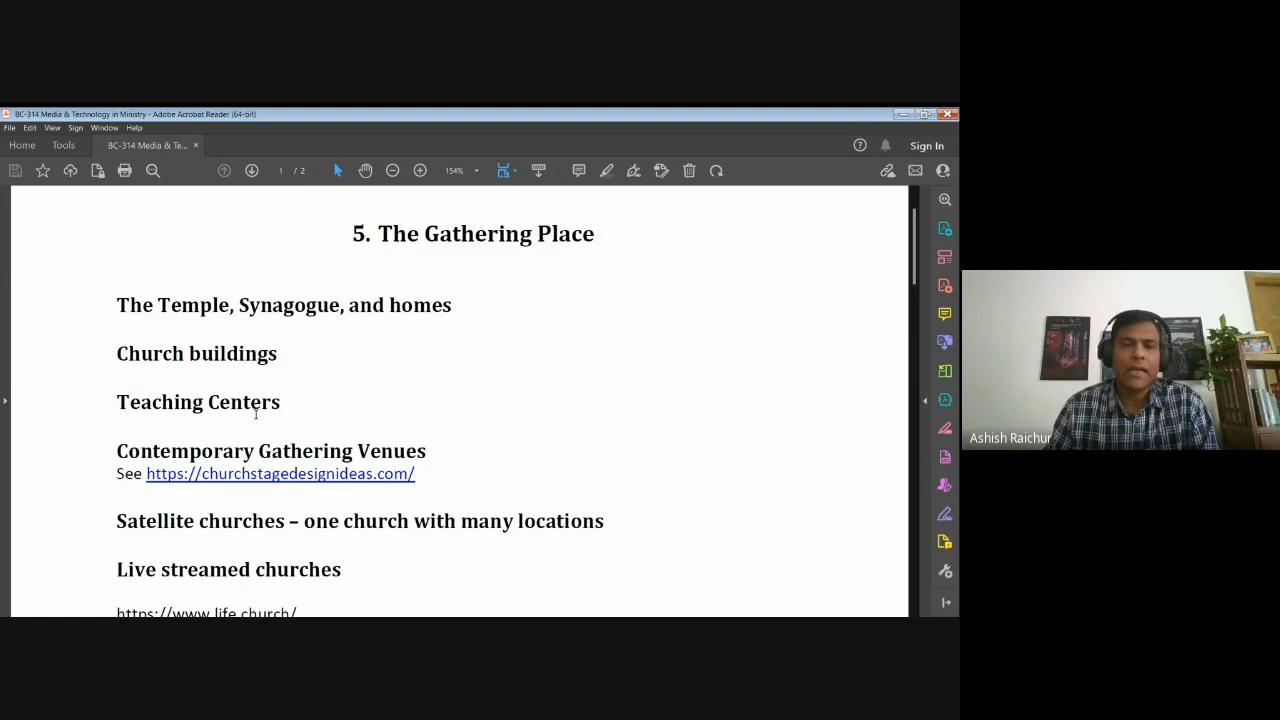 BC-314 Media & Technology in Ministry - Adobe Acrobat Reader (64-bit)
File Edit View Sign Window Help
Home Tools BC-314 Media & Te... × Sign In
1 / 2 154%
5. The Gathering Place
The Temple, Synagogue, and homes
Church buildings
Teaching Centers
Contemporary Gathering Venues
See https://churchstagedesignideas.com/
Satellite churches – one church with many locations
Live streamed churches
https://www.life.church/
Ashish Raichur